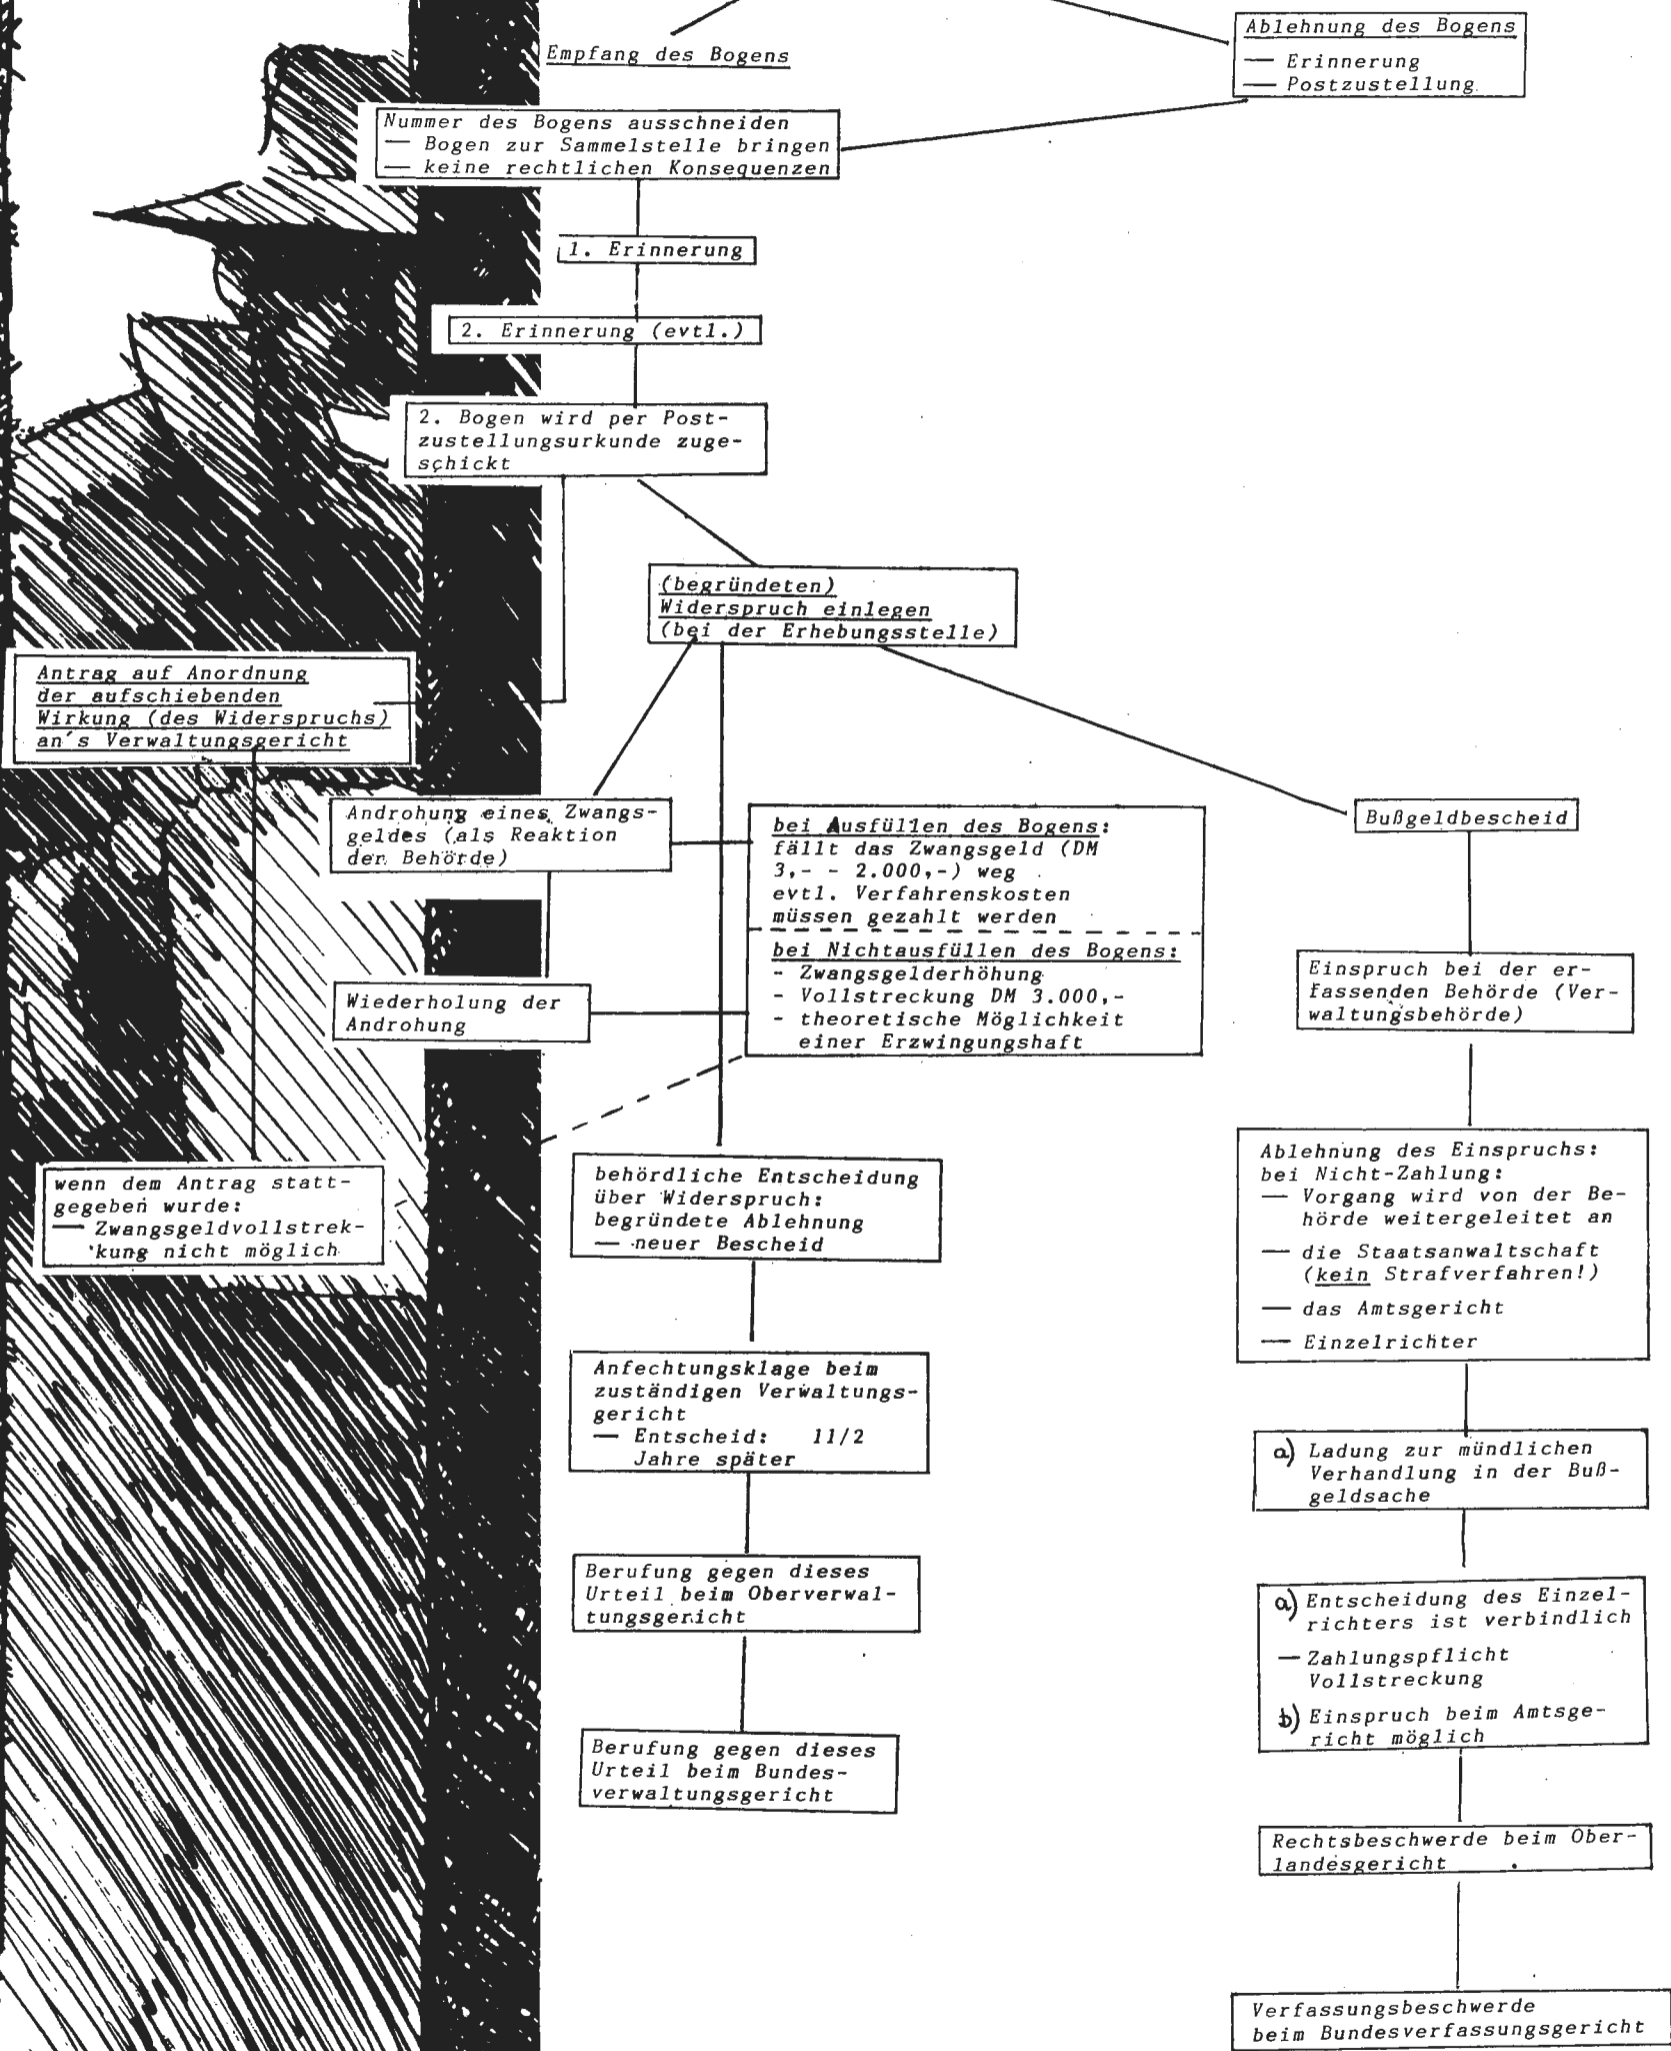 Empfang des Bogens
Ablehnung des Bogens
— Erinnerung
— Postzustellung
Nummer des Bogens ausschneiden
— Bogen zur Sammelstelle bringen
— keine rechtlichen Konsequenzen
1. Erinnerung
2. Erinnerung (evtl.)
2. Bogen wird per Post-
zustellungsurkunde zuge-
schickt
(begründeten)
Widerspruch einlegen
(bei der Erhebungsstelle)
Antrag auf Anordnung
der aufschiebenden
Wirkung (des Widerspruchs)
an's Verwaltungsgericht
Androhung eines Zwangs-
geldes (als Reaktion
der Behörde)
bei Ausfüllen des Bogens:
fällt das Zwangsgeld (DM
3,- - 2.000,-) weg
evtl. Verfahrenskosten
müssen gezahlt werden
bei Nichtausfüllen des Bogens:
- Zwangsgelderhöhung
- Vollstreckung DM 3.000,-
- theoretische Möglichkeit
einer Erzwingungshaft
Bußgeldbescheid
Wiederholung der
Androhung
Einspruch bei der er-
fassenden Behörde (Ver-
waltungsbehörde)
wenn dem Antrag statt-
gegeben wurde:
— Zwangsgeldvollstrek-
kung nicht möglich
behördliche Entscheidung
über Widerspruch:
begründete Ablehnung
— neuer Bescheid
Ablehnung des Einspruchs:
bei Nicht-Zahlung:
— Vorgang wird von der Be-
hörde weitergeleitet an
— die Staatsanwaltschaft
(kein Strafverfahren!)
— das Amtsgericht
— Einzelrichter
Anfechtungsklage beim
zuständigen Verwaltungs-
gericht
— Entscheid: 11/2
Jahre später
a) Ladung zur mündlichen
Verhandlung in der Buß-
geldsache
Berufung gegen dieses
Urteil beim Oberverwal-
tungsgericht
a) Entscheidung des Einzel-
richters ist verbindlich
— Zahlungspflicht
Vollstreckung
b) Einspruch beim Amtsge-
richt möglich
Berufung gegen dieses
Urteil beim Bundes-
verwaltungsgericht
Rechtsbeschwerde beim Ober-
landesgericht
Verfassungsbeschwerde
beim Bundesverfassungsgericht